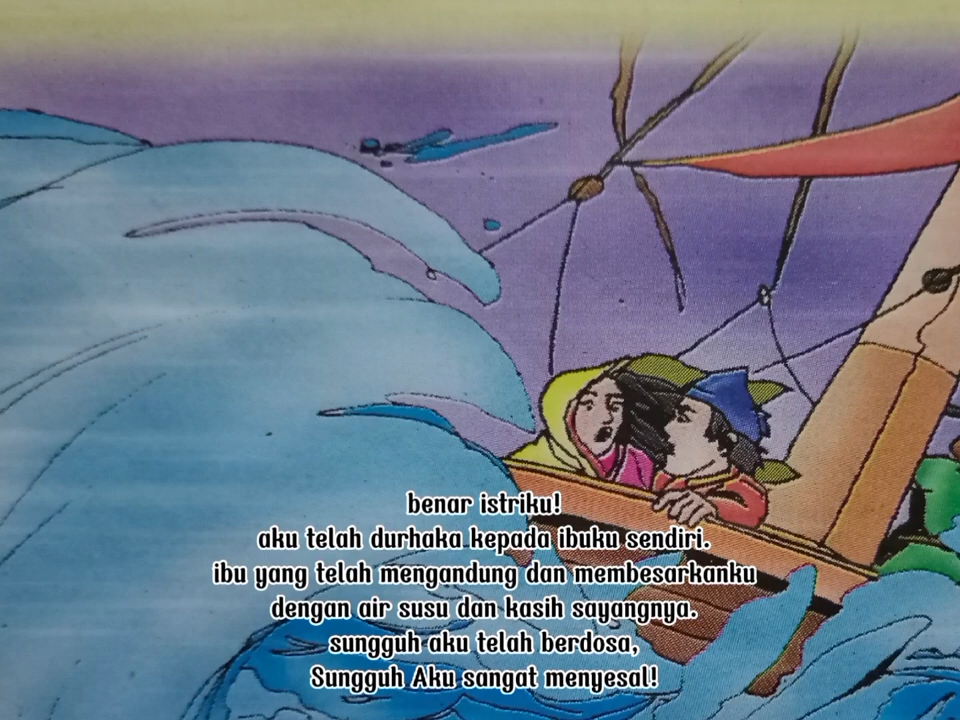 benar istriku!
aku telah durhaka kepada ibuku sendiri.
ibu yang telah mengandung dan membesarkanku
dengan air susu dan kasih sayangnya.
sungguh aku telah berdosa,
Sungguh Aku sangat menyesal!